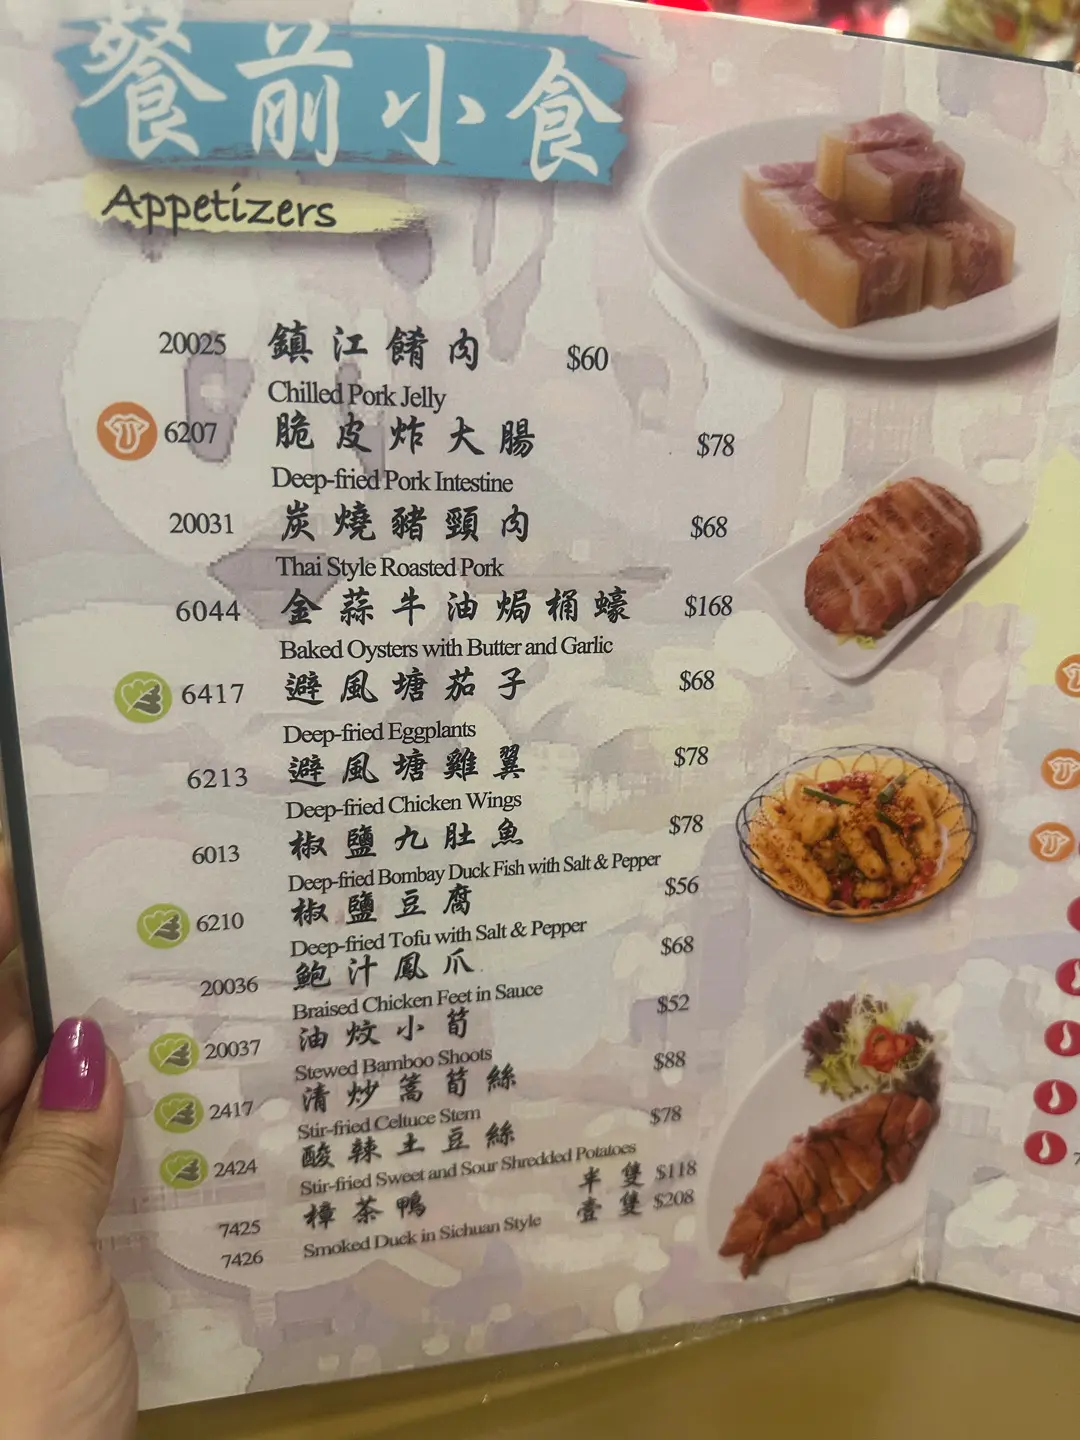 餐前小食
Appetizers
20025 鎮江餚肉 $60
Chilled Pork Jelly
6207 脆皮炸大腸 $78
Deep-fried Pork Intestine
20031 炭燒豬頸肉 $68
Thai Style Roasted Pork
6044 金蒜牛油焗桶蠔 $168
Baked Oysters with Butter and Garlic
6417 避風塘茄子 $68
Deep-fried Eggplants
6213 避風塘雞翼 $78
Deep-fried Chicken Wings
6013 椒鹽九肚魚 $78
Deep-fried Bombay Duck Fish with Salt & Pepper
6210 椒鹽豆腐 $56
Deep-fried Tofu with Salt & Pepper
20036 鮑汁鳳爪 $68
Braised Chicken Feet in Sauce
20037 油炆小筍 $52
Stewed Bamboo Shoots
2417 清炒萵筍絲 $88
Stir-fried Celtuce Stem
2424 酸辣土豆絲 $78
Stir-fried Sweet and Sour Shredded Potatoes
7425 樟茶鴨 半隻 $118
7426 Smoked Duck in Sichuan Style 壹隻 $208